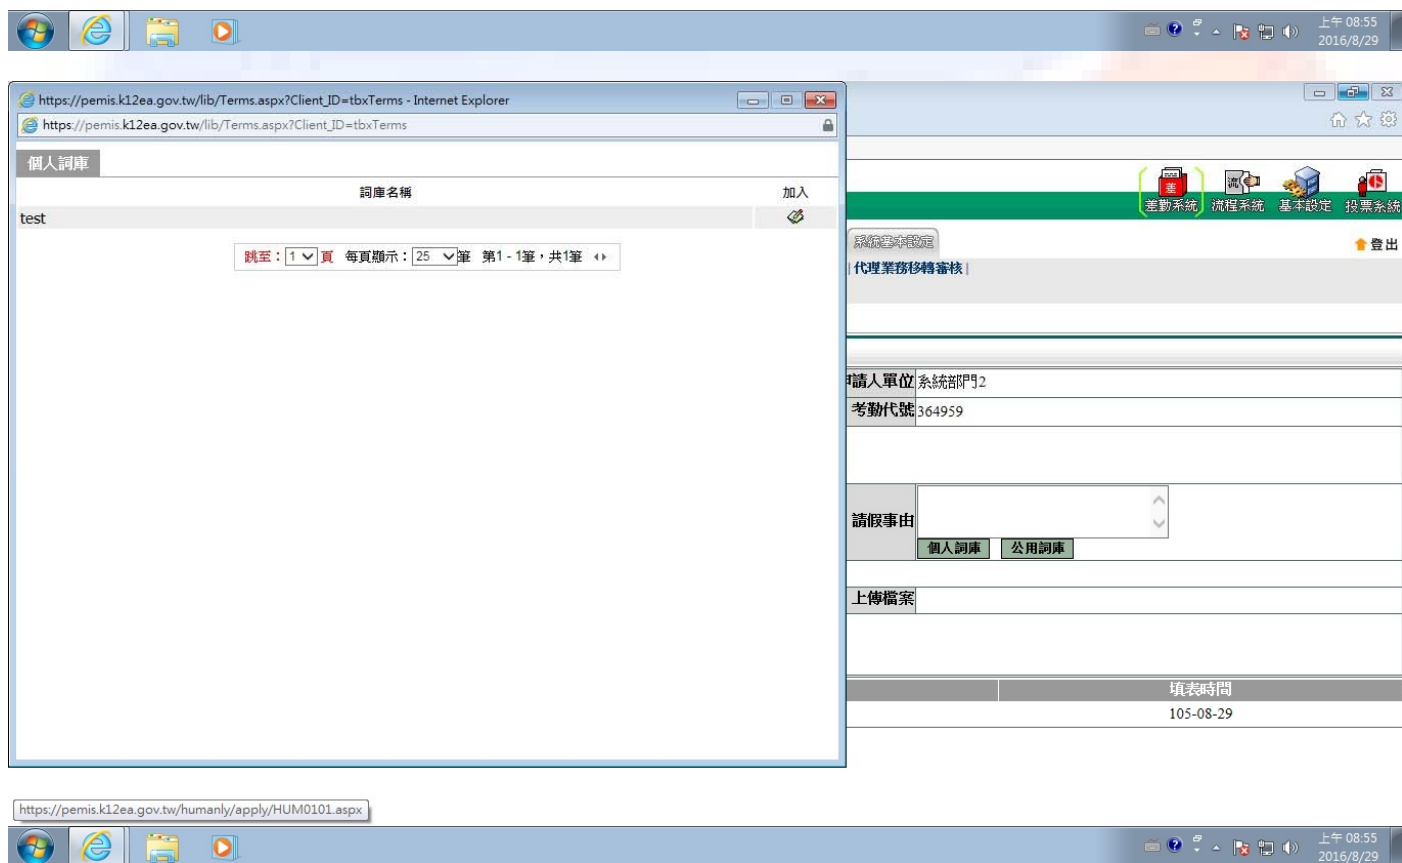 上午 08:55
2016/8/29
https://pemis.k12ea.gov.tw/lib/Terms.aspx?Client_ID=tbxTerms - Internet Explorer
https://pemis.k12ea.gov.tw/lib/Terms.aspx?Client_ID=tbxTerms
個人詞庫
詞庫名稱 加入
test
跳至：1 頁 每頁顯示：25 筆 第1 - 1筆，共1筆
差
流
差勤系統 流程系統 基本設定 投票系統
系統基本設定
登出
|代理業務移轉審核|
請人單位 系統部門2
考勤代號 364959
請假事由
個人詞庫 公用詞庫
上傳檔案
填表時間
105-08-29
https://pemis.k12ea.gov.tw/humanly/apply/HUM0101.aspx
上午 08:55
2016/8/29